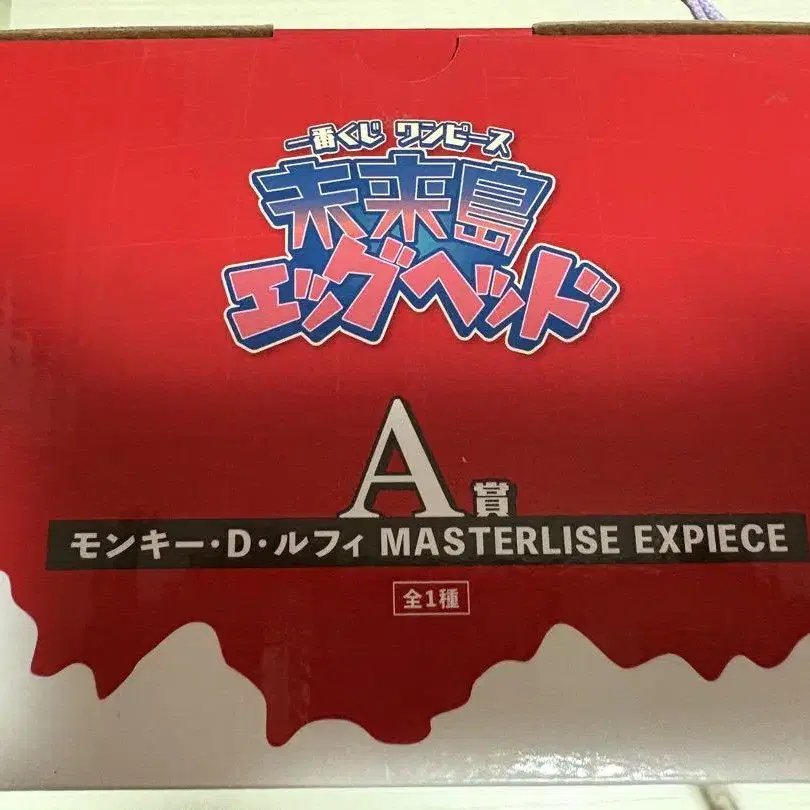 一番くじ ワンピース
未来島
エッグヘッド
A賞
モンキー・D・ルフィ MASTERLISE EXPIECE
全1種